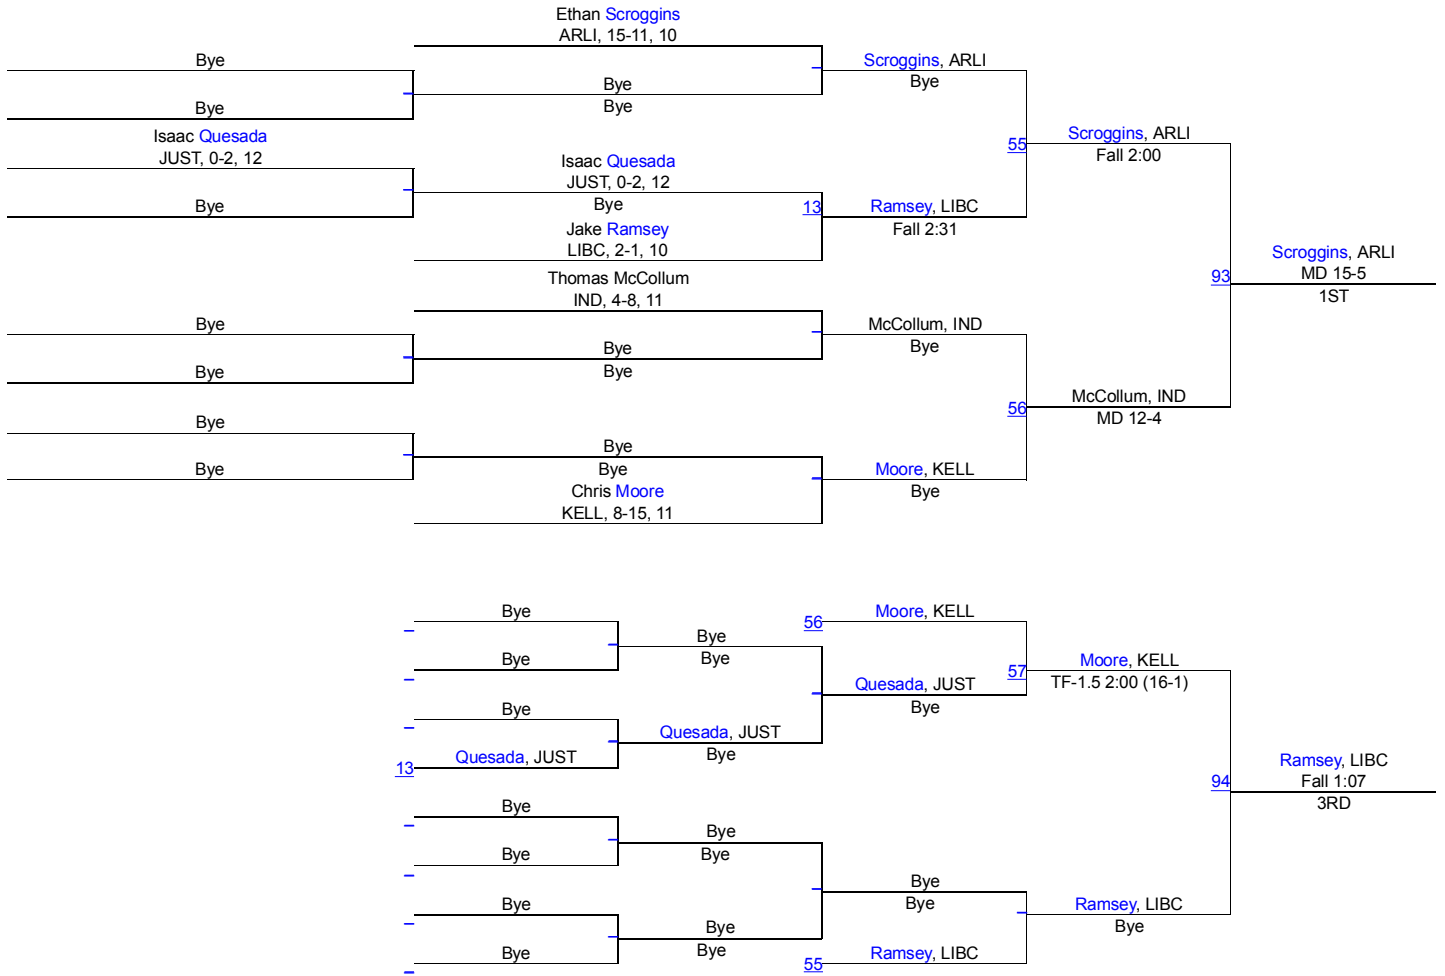 Ethan Scroggins
ARLI, 15-11, 10
Bye
Scroggins, ARLI
Bye
Bye
Bye
Bye
Isaac Quesada
JUST, 0-2, 12
Scroggins, ARLI
55
Fall 2:00
Isaac Quesada
JUST, 0-2, 12
Bye
Bye
13
Ramsey, LIBC
Fall 2:31
Jake Ramsey
LIBC, 2-1, 10
Scroggins, ARLI
93
MD 15-5
1ST
Thomas McCollum
IND, 4-8, 11
Bye
McCollum, IND
Bye
Bye
Bye
Bye
McCollum, IND
56
MD 12-4
Bye
Bye
Bye
Bye
Moore, KELL
Bye
Chris Moore
KELL, 8-15, 11
Bye
56
Moore, KELL
Bye
Bye
Bye
Moore, KELL
57
TF-1.5 2:00 (16-1)
Quesada, JUST
Bye
Bye
Quesada, JUST
Bye
13
Quesada, JUST
Ramsey, LIBC
94
Fall 1:07
3RD
Bye
Bye
Bye
Bye
Bye
Bye
Bye
Ramsey, LIBC
Bye
Bye
Bye
Bye
55
Ramsey, LIBC